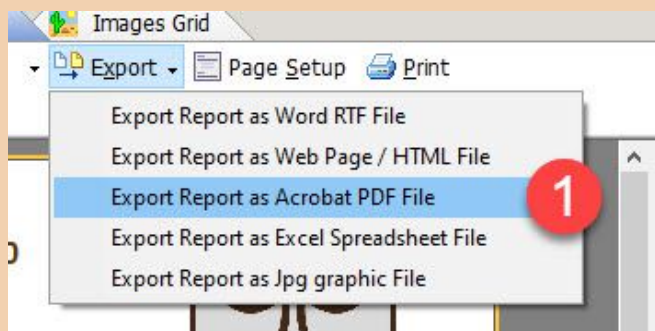 Images Grid
Export Page Setup Print
Export Report as Word RTF File
Export Report as Web Page / HTML File
Export Report as Acrobat PDF File
1
Export Report as Excel Spreadsheet File
Export Report as Jpg graphic File